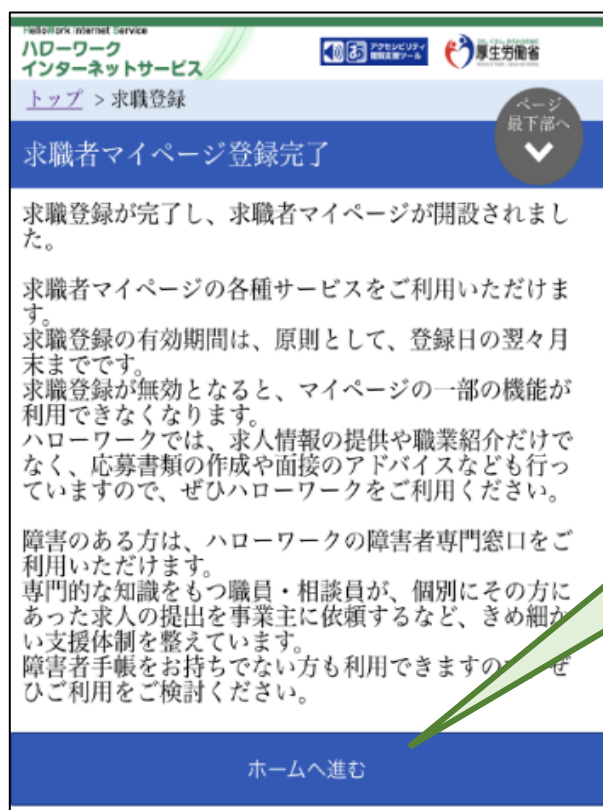 HelloWork Internet Service
ハローワーク
インターネットサービス
アクセシビリティ
閲覧支援ツール
厚生労働省
トップ > 求職登録
ページ
最下部へ
求職者マイページ登録完了
求職登録が完了し、求職者マイページが開設されまし
た。
求職者マイページの各種サービスをご利用いただけま
す。
求職登録の有効期間は、原則として、登録日の翌々月
末までです。
求職登録が無効となると、マイページの一部の機能が
利用できなくなります。
ハローワークでは、求人情報の提供や職業紹介だけで
なく、応募書類の作成や面接のアドバイスなども行っ
ていますので、ぜひハローワークをご利用ください。
障害のある方は、ハローワークの障害者専門窓口をご
利用いただけます。
専門的な知識をもつ職員・相談員が、個別にその方に
あった求人の提出を事業主に依頼するなど、きめ細か
い支援体制を整えています。
障害者手帳をお持ちでない方も利用できますの ぜ
ひご利用をご検討ください。
ホームへ進む